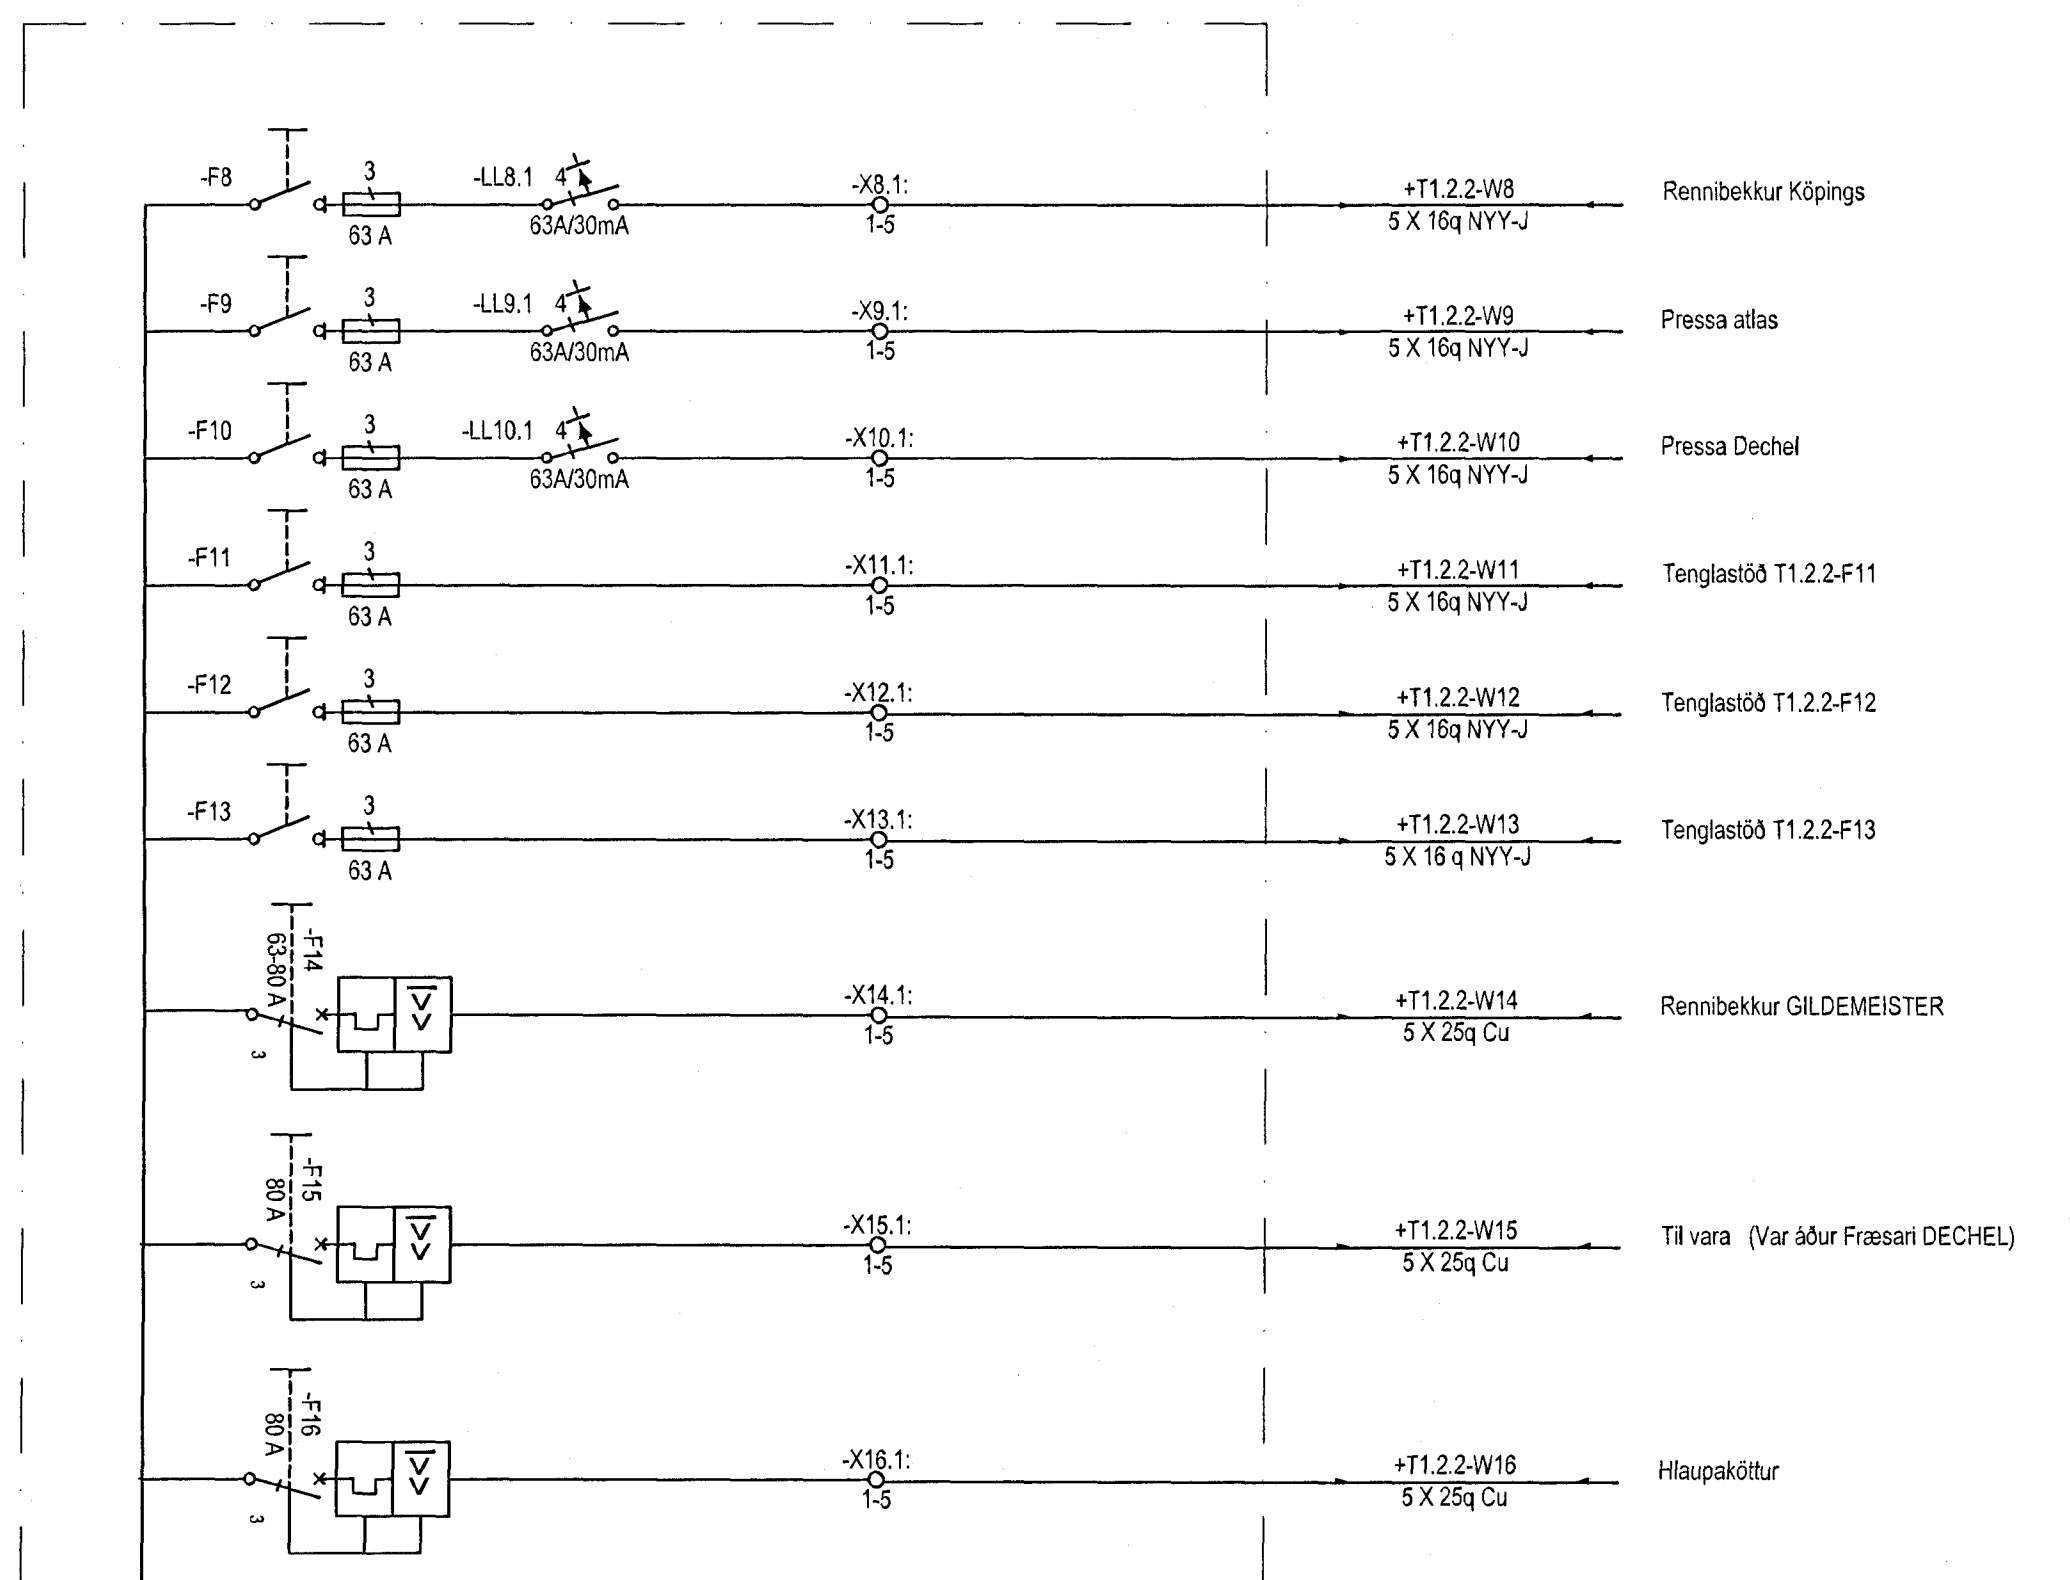 -F8 3 -LL8.1 4 -X8.1: +T1.2.2-W8 Rennibekkur Köpings
63 A 63A/30mA 1-5 5 X 16q NYY-J
-F9 3 -LL9.1 4 -X9.1: +T1.2.2-W9 Pressa atlas
63 A 63A/30mA 1-5 5 X 16q NYY-J
-F10 3 -LL10.1 4 -X10.1: +T1.2.2-W10 Pressa Dechel
63 A 63A/30mA 1-5 5 X 16q NYY-J
-F11 3 -X11.1: +T1.2.2-W11 Tenglastöð T1.2.2-F11
63 A 1-5 5 X 16q NYY-J
-F12 3 -X12.1: +T1.2.2-W12 Tenglastöð T1.2.2-F12
63 A 1-5 5 X 16q NYY-J
-F13 3 -X13.1: +T1.2.2-W13 Tenglastöð T1.2.2-F13
63 A 1-5 5 X 16 q NYY-J
-F14
63-80 A
3 -X14.1: +T1.2.2-W14 Rennibekkur GILDEMEISTER
1-5 5 X 25q Cu
-F15
80 A
3 -X15.1: +T1.2.2-W15 Til vara (Var áður Fræsari DECHEL)
1-5 5 X 25q Cu
-F16
80 A
3 -X16.1: +T1.2.2-W16 Hlaupaköttur
1-5 5 X 25q Cu